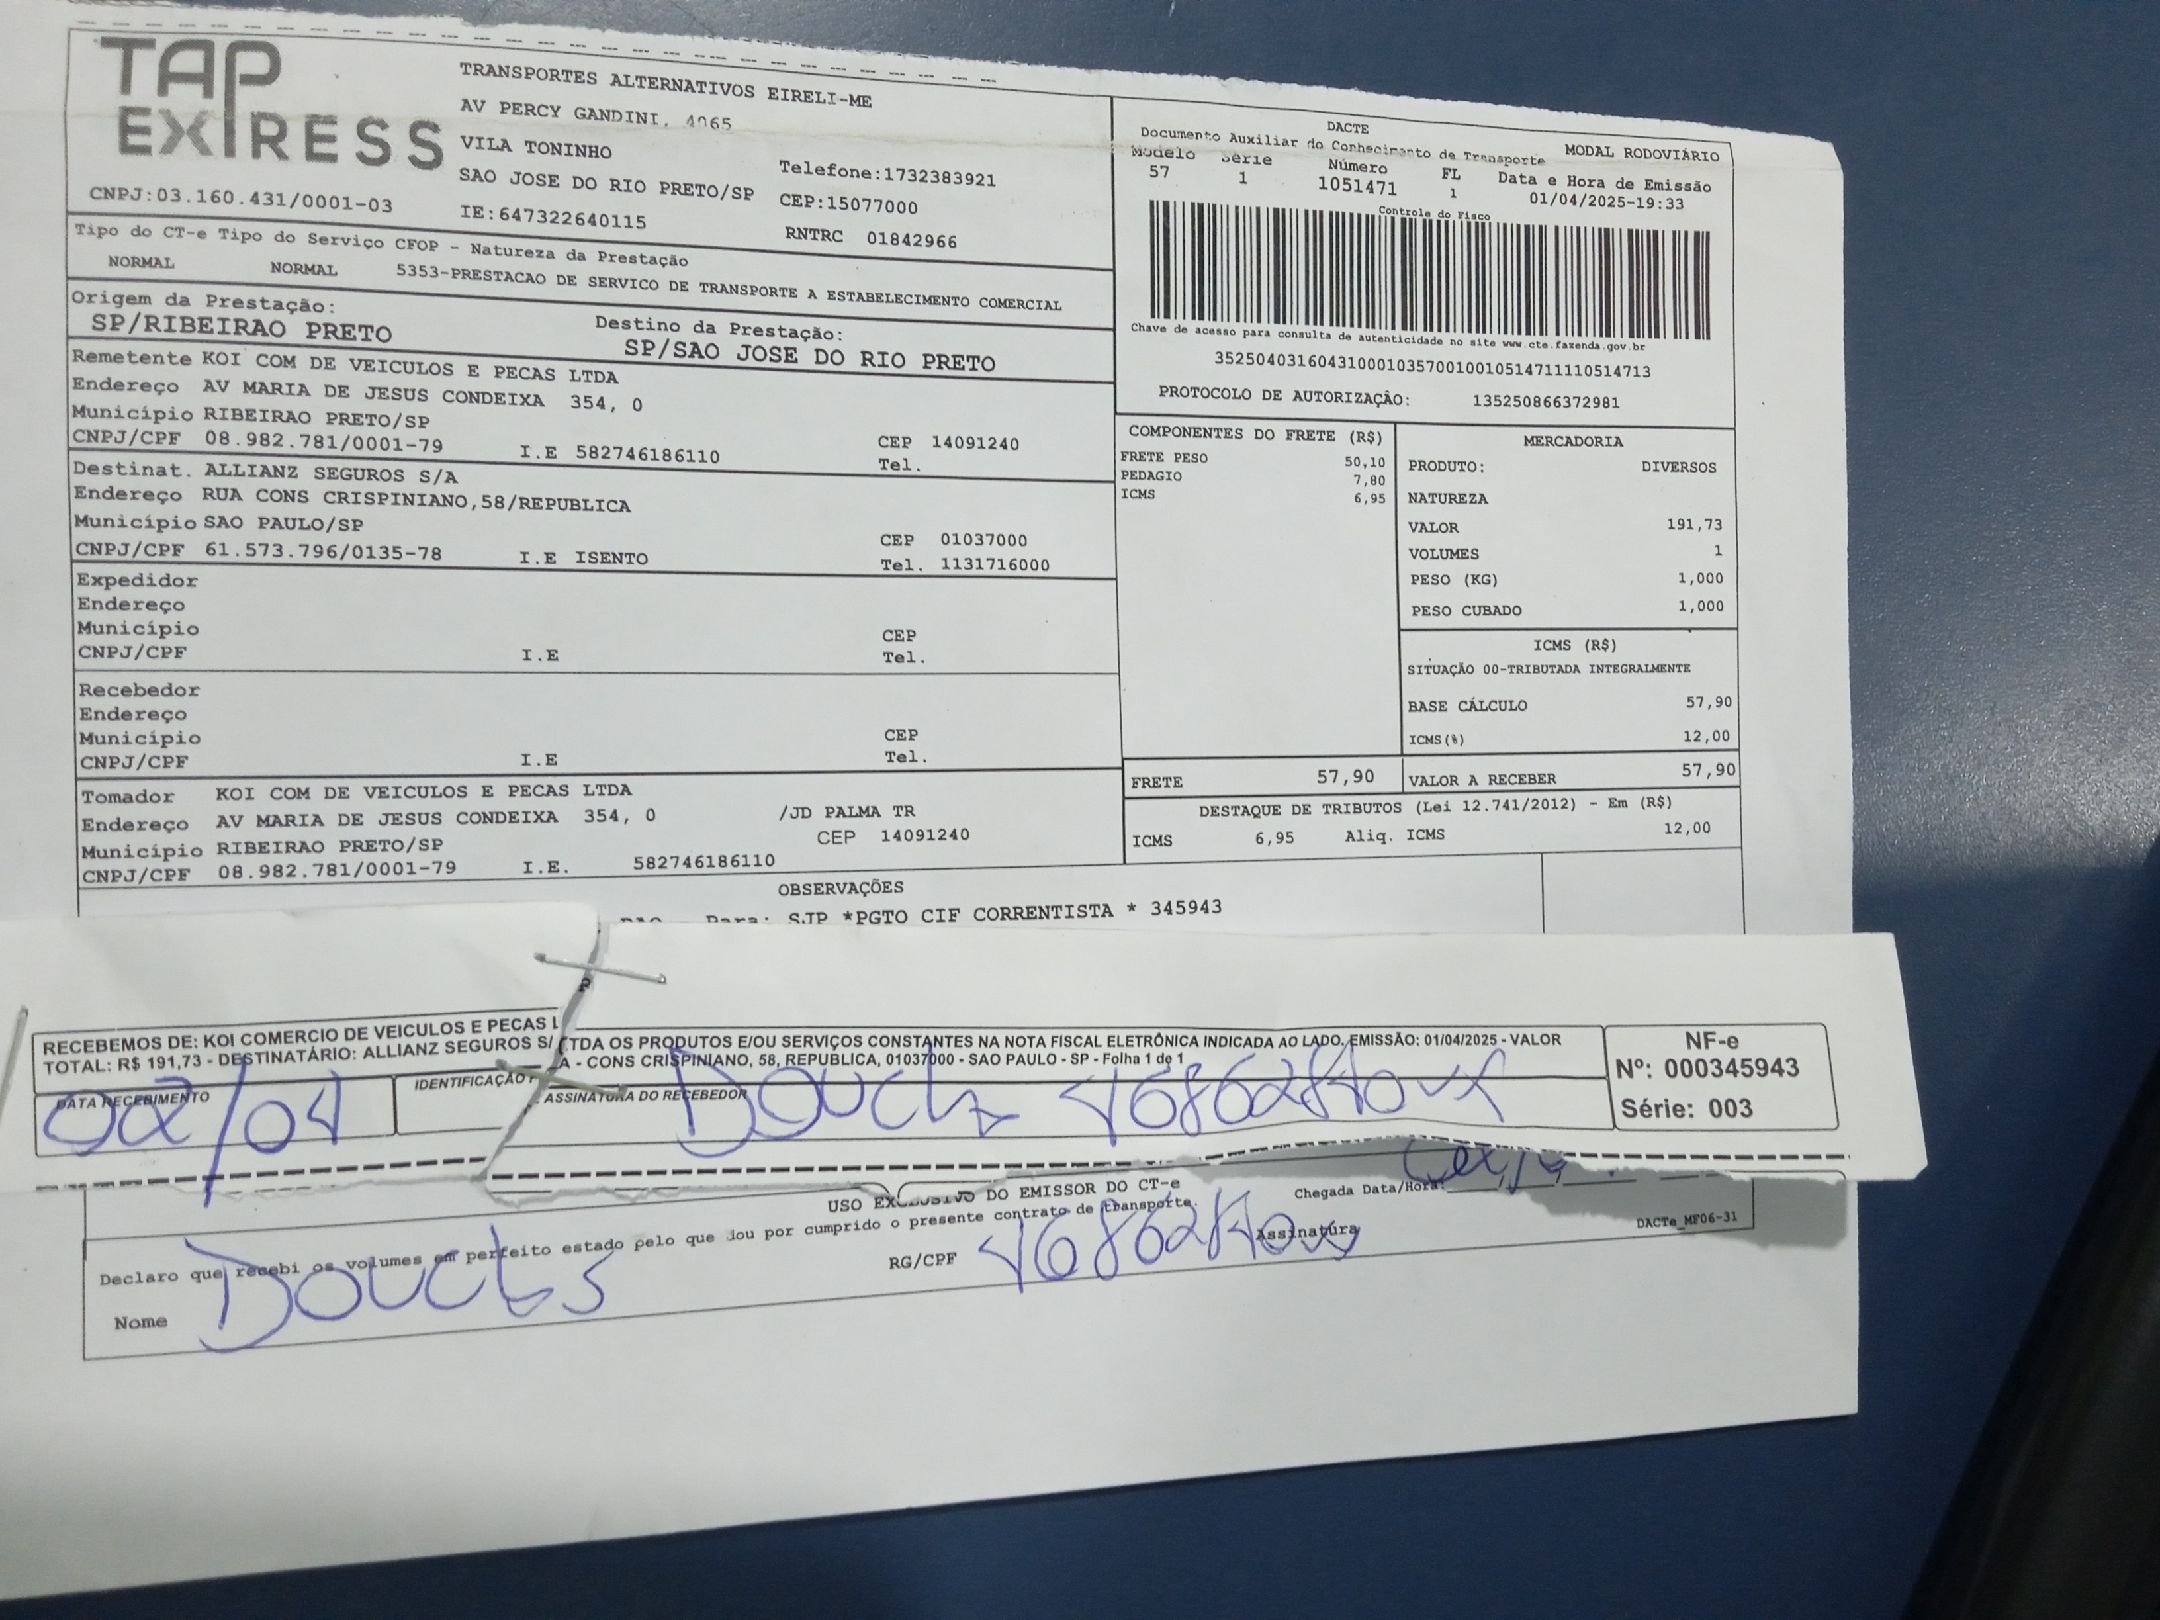 TAP
EXPRESS
CNPJ:03.160.431/0001-03
TRANSPORTES ALTERNATIVOS EIRELI-ME
AV PERCY GANDINI, 4065
VILA TONINHO
SAO JOSE DO RIO PRETO/SP
IE:647322640115
Telefone:1732383921
CEP:15077000
RNTRC 01842966
DACTE
Documento Auxiliar do Conhecimento de Transporte MODAL RODOVIÁRIO
Modelo Série Número FL Data e Hora de Emissão
57 1 1051471 1 01/04/2025-19:33
Controle do Fisco
Chave de acesso para consulta de autenticidade no site www.cte.fazenda.gov.br
35250403160431000103570010010514711110514713
PROTOCOLO DE AUTORIZAÇÃO: 135250866372981
Tipo do CT-e Tipo do Serviço CFOP - Natureza da Prestação
NORMAL NORMAL 5353-PRESTACAO DE SERVICO DE TRANSPORTE A ESTABELECIMENTO COMERCIAL
Origem da Prestação: Destino da Prestação:
SP/RIBEIRAO PRETO SP/SAO JOSE DO RIO PRETO
Remetente KOI COM DE VEICULOS E PECAS LTDA
Endereço AV MARIA DE JESUS CONDEIXA 354, 0
Município RIBEIRAO PRETO/SP CEP 14091240
CNPJ/CPF 08.982.781/0001-79 I.E 582746186110 Tel.
Destinat. ALLIANZ SEGUROS S/A
Endereço RUA CONS CRISPINIANO,58/REPUBLICA
Município SAO PAULO/SP CEP 01037000
CNPJ/CPF 61.573.796/0135-78 I.E ISENTO Tel. 1131716000
Expedidor
Endereço
Município CEP
CNPJ/CPF I.E Tel.
Recebedor
Endereço
Município CEP
CNPJ/CPF I.E Tel.
Tomador KOI COM DE VEICULOS E PECAS LTDA
Endereço AV MARIA DE JESUS CONDEIXA 354, 0 /JD PALMA TR
Município RIBEIRAO PRETO/SP CEP 14091240
CNPJ/CPF 08.982.781/0001-79 I.E. 582746186110
COMPONENTES DO FRETE (R$)
FRETE PESO 50,10
PEDAGIO 7,80
ICMS 6,95
MERCADORIA
PRODUTO: DIVERSOS
NATUREZA
VALOR 191,73
VOLUMES 1
PESO (KG) 1,000
PESO CUBADO 1,000
ICMS (R$)
SITUAÇÃO 00-TRIBUTADA INTEGRALMENTE
BASE CÁLCULO 57,90
ICMS(%) 12,00
FRETE 57,90 VALOR A RECEBER 57,90
DESTAQUE DE TRIBUTOS (Lei 12.741/2012) - Em (R$)
ICMS 6,95 Aliq. ICMS 12,00
OBSERVAÇÕES
Para: SJP *PGTO CIF CORRENTISTA * 345943
RECEBEMOS DE: KOI COMERCIO DE VEICULOS E PECAS LTDA OS PRODUTOS E/OU SERVIÇOS CONSTANTES NA NOTA FISCAL ELETRÔNICA INDICADA AO LADO. EMISSÃO: 01/04/2025 - VALOR
TOTAL: R$ 191,73 - DESTINATÁRIO: ALLIANZ SEGUROS S/A - CONS CRISPINIANO, 58, REPUBLICA, 01037000 - SAO PAULO - SP - Folha 1 de 1
DATA RECEBIMENTO IDENTIFICAÇÃO ASSINATURA DO RECEBEDOR
02/04
NF-e
Nº: 000345943
Série: 003
USO EXCLUSIVO DO EMISSOR DO CT-e
Chegada Data/Hora:
Declaro que recebi os volumes em perfeito estado pelo que dou por cumprido o presente contrato de transporte.
Nome RG/CPF Assinatura
DACTe_MF06-31